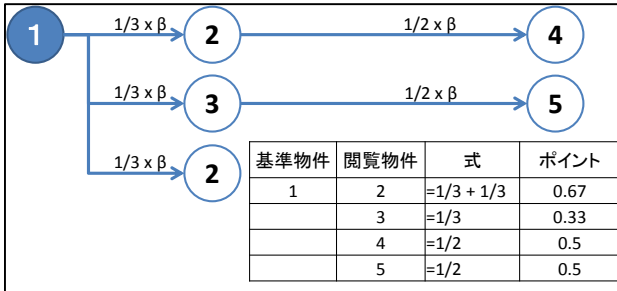 1 1/3 x β 2 1/2 x β 4
1/3 x β 3 1/2 x β 5
1/3 x β 2
基準物件 閲覧物件 式 ポイント
1 2 =1/3 + 1/3 0.67
3 =1/3 0.33
4 =1/2 0.5
5 =1/2 0.5